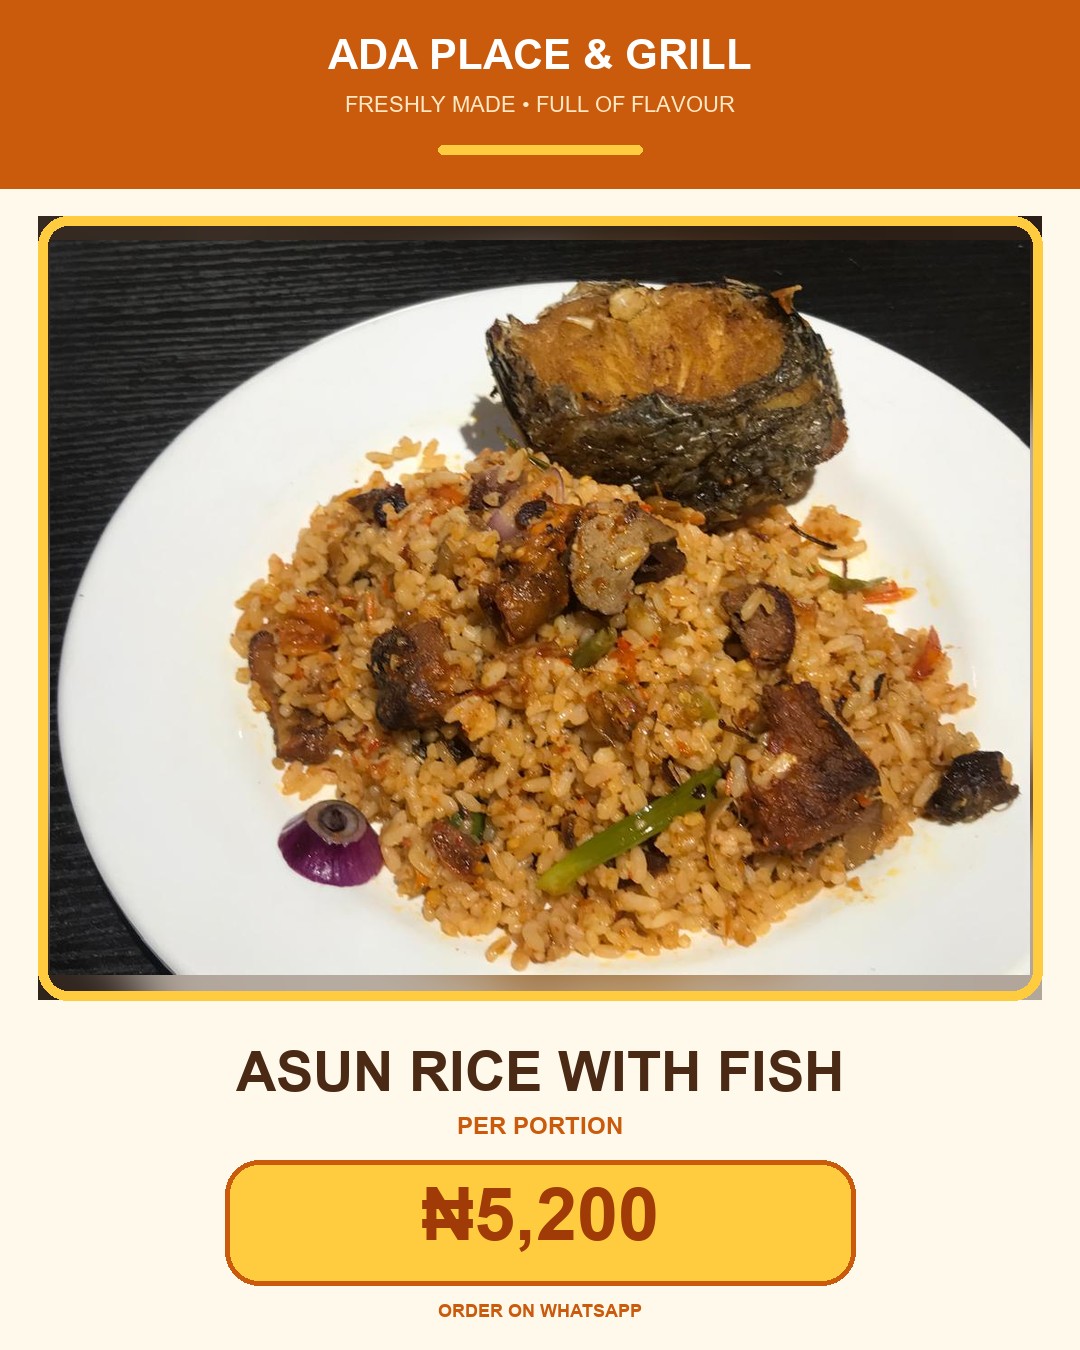 ADA PLACE & GRILL
FRESHLY MADE • FULL OF FLAVOUR
ASUN RICE WITH FISH
PER PORTION
₦5,200
ORDER ON WHATSAPP